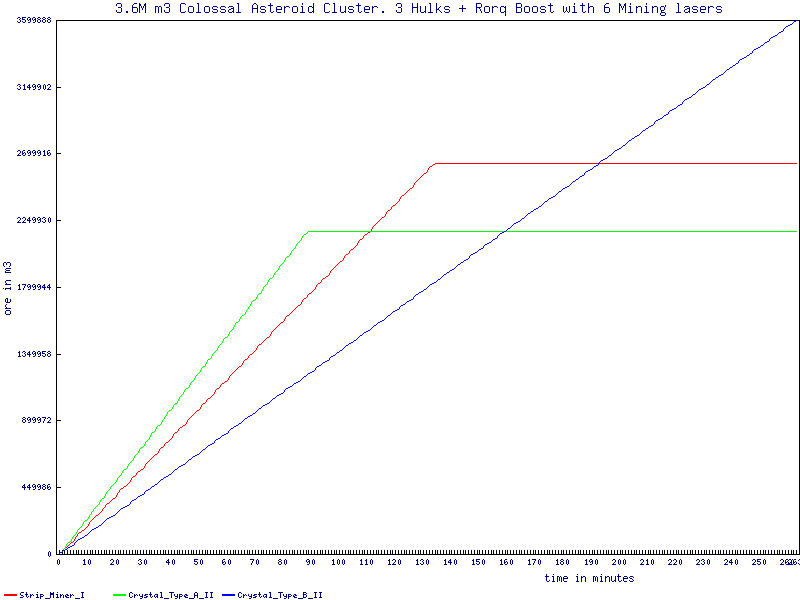 3.6M m3 Colossal Asteroid Cluster. 3 Hulks + Rorq Boost with 6 Mining lasers
3599888
3149902
2699916
2249930
1799944
1349958
899972
449986
0
ore in m3
0 10 20 30 40 50 60 70 80 90 100 110 120 130 140 150 160 170 180 190 200 210 220 230 240 250 260 263
time in minutes
Strip_Miner_I Crystal_Type_A_II Crystal_Type_B_II